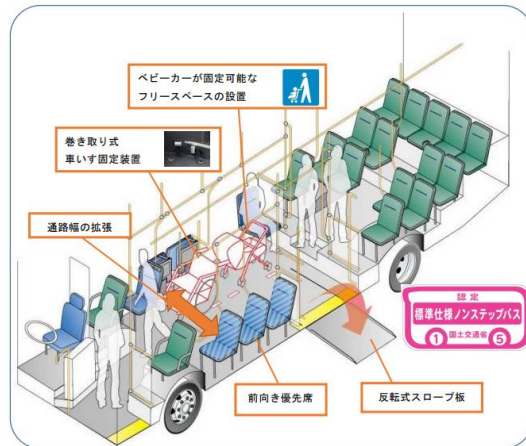 ベビーカーが固定可能な
フリースペースの設置
巻き取り式
車いす固定装置
通路幅の拡張
認定
標準仕様ノンステップバス
① 国土交通省 ⑤
前向き優先席
反転式スロープ板